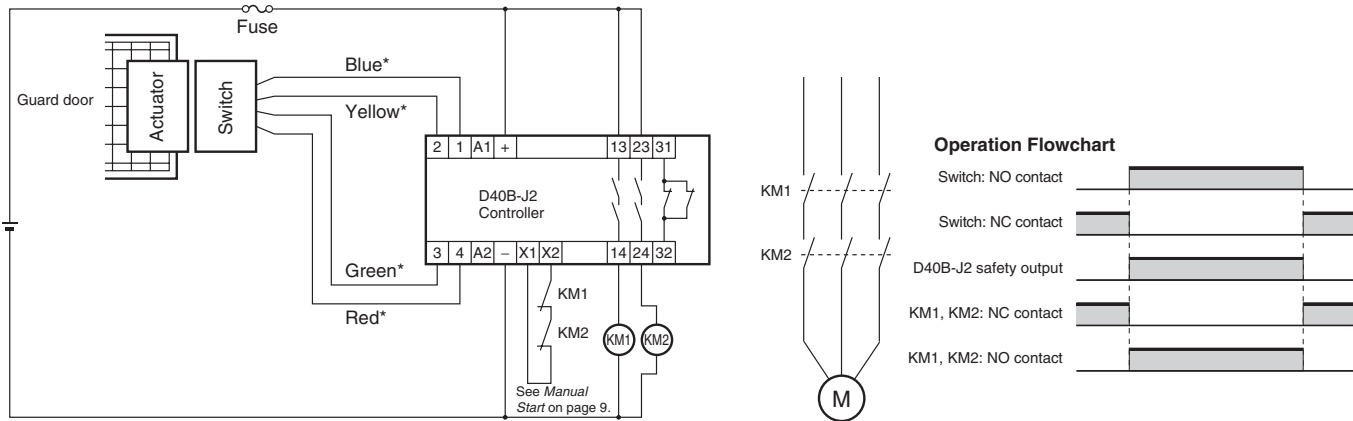 Fuse
Guard door
Actuator
Switch
Blue*
Yellow*
Green*
Red*
2 1 A1 + 13 23 31
D40B-J2
Controller
3 4 A2 – X1 X2 14 24 32
KM1
KM2
KM1
KM2
See Manual
Start on page 9.
KM1
KM2
M
Operation Flowchart
Switch: NO contact
Switch: NC contact
D40B-J2 safety output
KM1, KM2: NC contact
KM1, KM2: NO contact